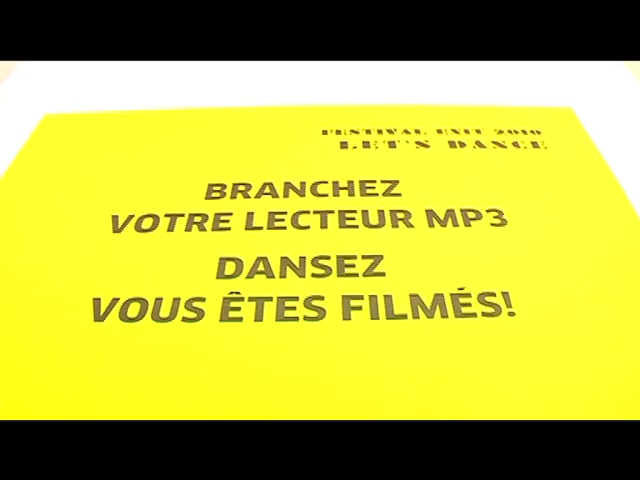 FESTIVAL EXIT 2010
LET'S DANCE
BRANCHEZ
VOTRE LECTEUR MP3
DANSEZ
VOUS ÊTES FILMÉS!